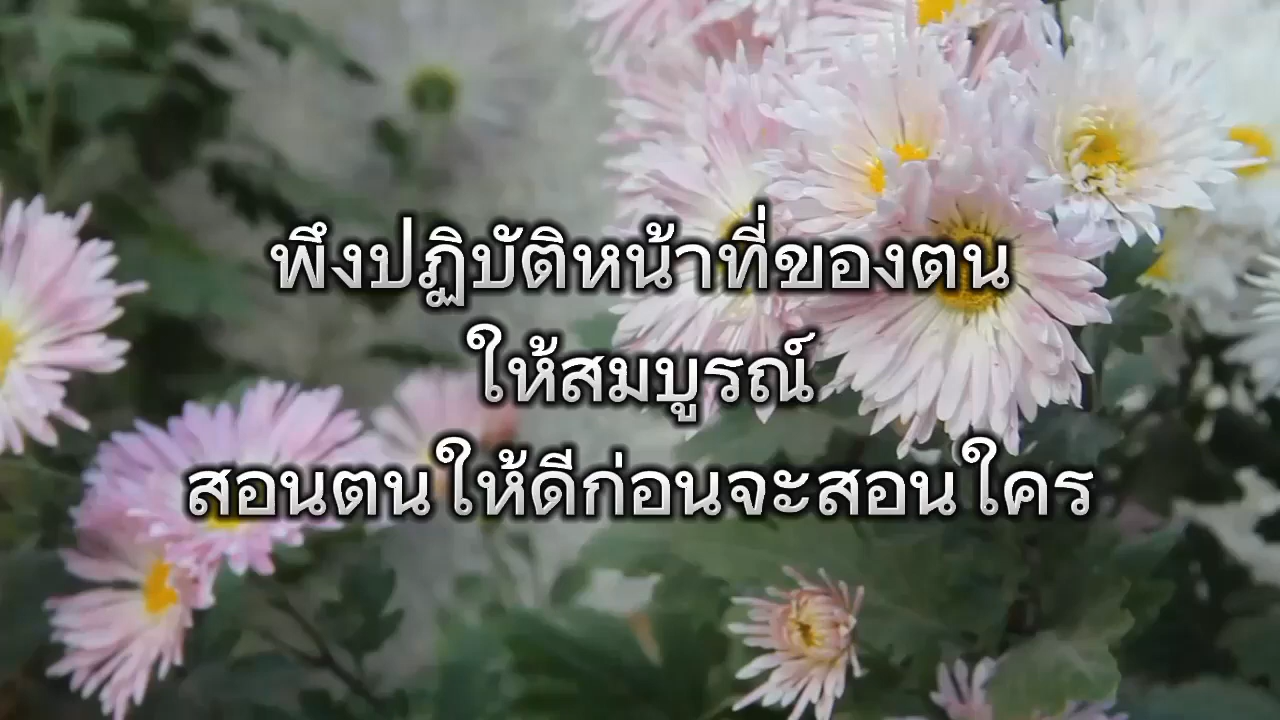 พึงปฏิบัติหน้าที่ของตน
ให้สมบูรณ์
สอนตนให้ดีก่อนจะสอนใคร